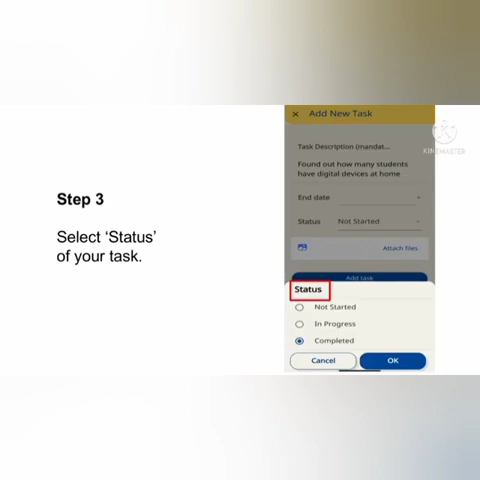 Step 3
Select ‘Status’
of your task.
× Add New Task
Task Description (mandat...
Found out how many students
have digital devices at home
End date
Status Not Started
Attach files
Add task
Status
Not Started
In Progress
Completed
Cancel OK
KINEMASTER